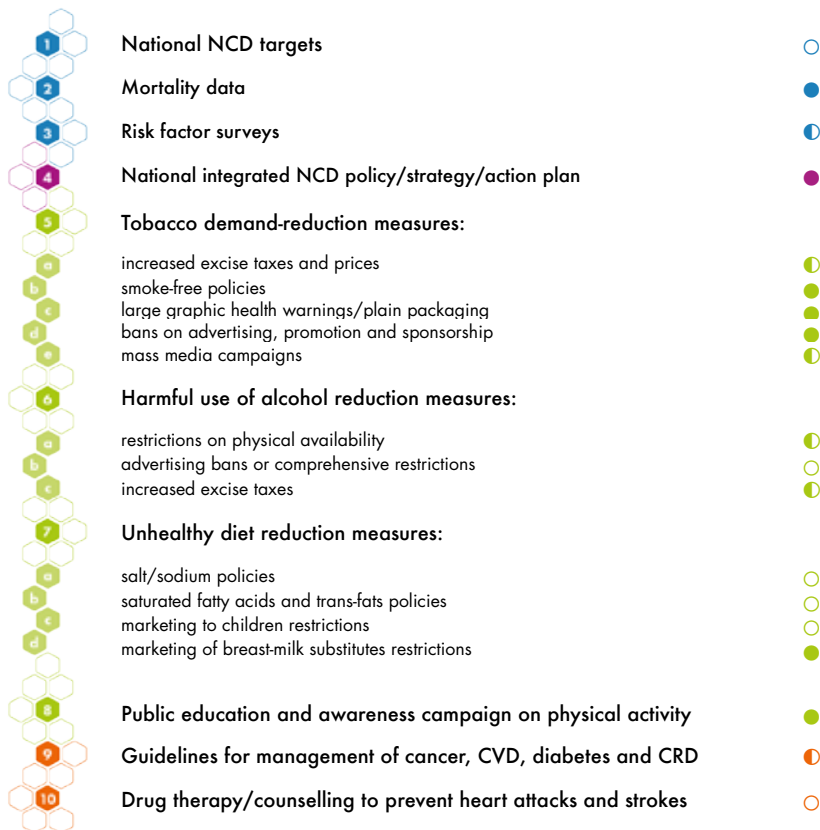 1 National NCD targets
2 Mortality data
3 Risk factor surveys
4 National integrated NCD policy/strategy/action plan
5 Tobacco demand-reduction measures:
a increased excise taxes and prices
b smoke-free policies
c large graphic health warnings/plain packaging
d bans on advertising, promotion and sponsorship
e mass media campaigns
6 Harmful use of alcohol reduction measures:
a restrictions on physical availability
b advertising bans or comprehensive restrictions
c increased excise taxes
7 Unhealthy diet reduction measures:
a salt/sodium policies
b saturated fatty acids and trans-fats policies
c marketing to children restrictions
d marketing of breast-milk substitutes restrictions
8 Public education and awareness campaign on physical activity
9 Guidelines for management of cancer, CVD, diabetes and CRD
10 Drug therapy/counselling to prevent heart attacks and strokes